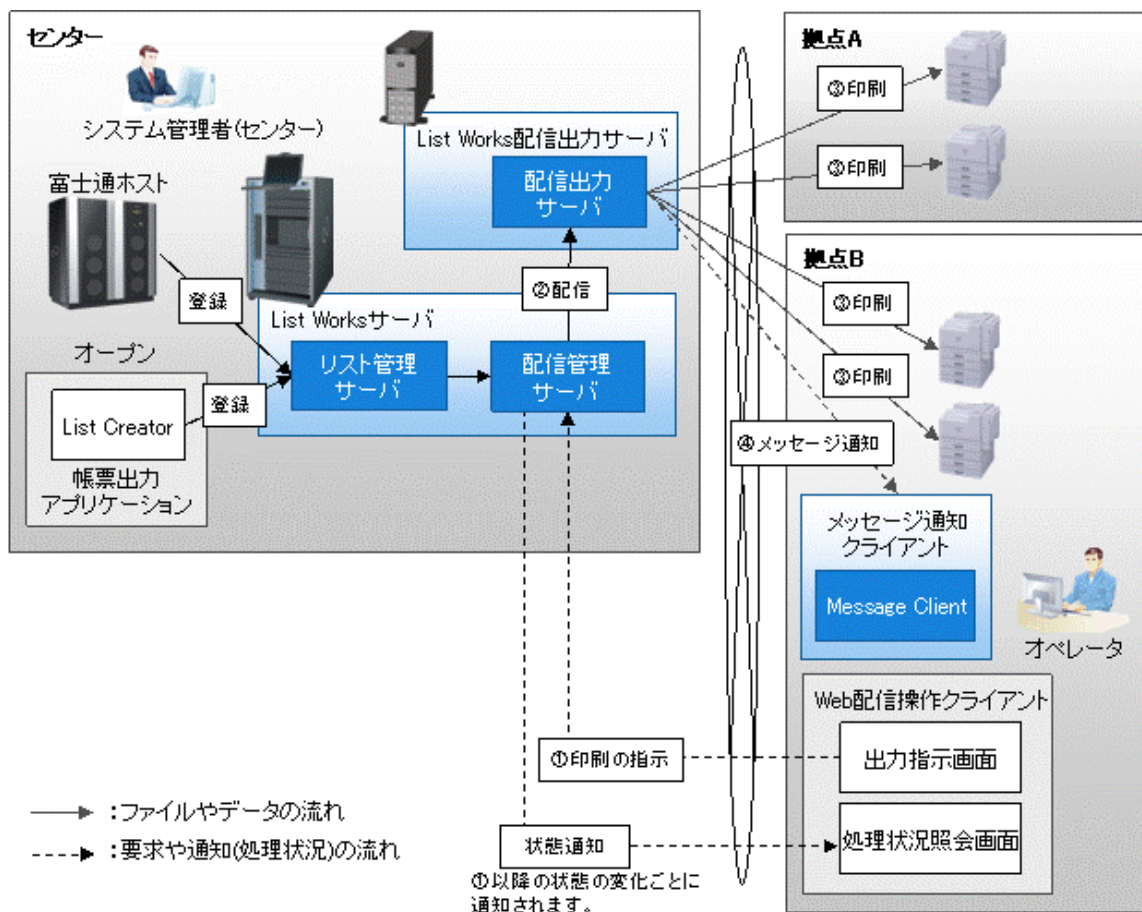 センター
システム管理者(センター)
富士通ホスト
登録
オープン
List Creator
帳票出力
アプリケーション
登録
List Works配信出力サーバ
配信出力
サーバ
②配信
List Worksサーバ
リスト管理
サーバ
配信管理
サーバ
拠点A
③印刷
③印刷
拠点B
③印刷
③印刷
④メッセージ通知
メッセージ通知
クライアント
Message Client
オペレータ
Web配信操作クライアント
出力指示画面
処理状況照会画面
①印刷の指示
状態通知
①以降の状態の変化ごとに
通知されます。
:ファイルやデータの流れ
:要求や通知(処理状況)の流れ